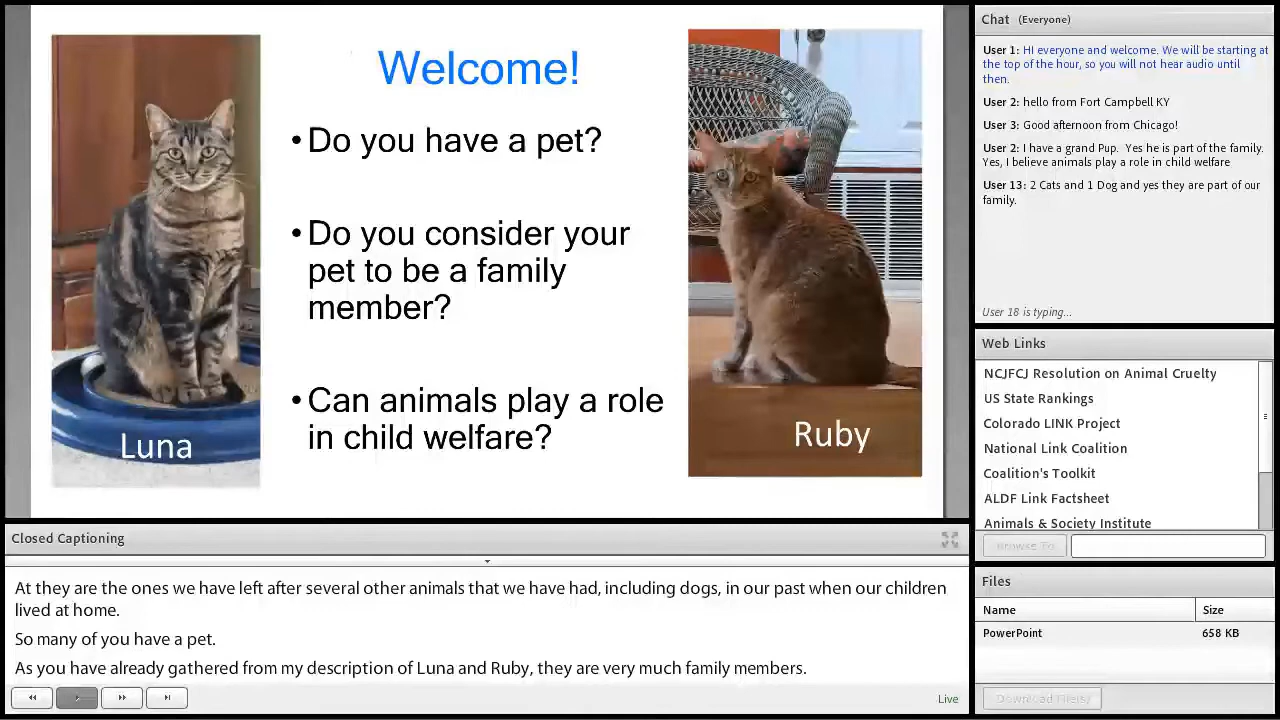 Welcome!
• Do you have a pet?
• Do you consider your
pet to be a family
member?
• Can animals play a role
in child welfare?
Luna
Ruby
Chat (Everyone)
User 1: HI everyone and welcome. We will be starting at
the top of the hour, so you will not hear audio until
then.
User 2: hello from Fort Campbell KY
User 3: Good afternoon from Chicago!
User 2: I have a grand Pup.  Yes he is part of the family.
Yes, I believe animals play a role in child welfare
User 13: 2 Cats and 1 Dog and yes they are part of our
family.
User 18 is typing...
Web Links
NCJFCJ Resolution on Animal Cruelty
US State Rankings
Colorado LINK Project
National Link Coalition
Coalition's Toolkit
ALDF Link Factsheet
Animals & Society Institute
Browse To
Closed Captioning
At they are the ones we have left after several other animals that we have had, including dogs, in our past when our children
lived at home.
So many of you have a pet.
As you have already gathered from my description of Luna and Ruby, they are very much family members.
Live
Files
Name Size
PowerPoint 658 KB
Download File(s)